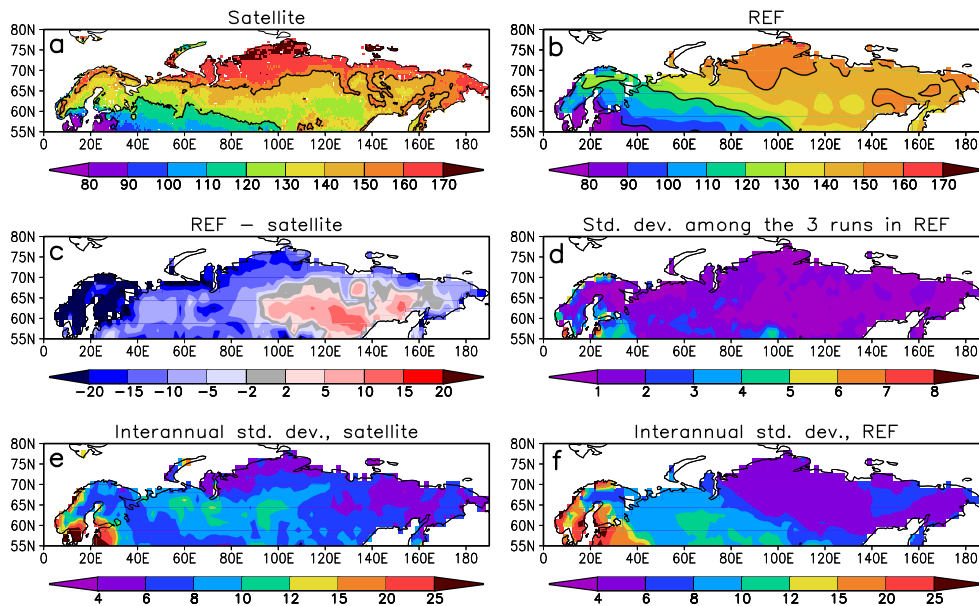 Satellite
a
80N
75N
70N
65N
60N
55N
0 20E 40E 60E 80E 100E 120E 140E 160E 180
80 90 100 110 120 130 140 150 160 170
REF
b
80N
75N
70N
65N
60N
55N
0 20E 40E 60E 80E 100E 120E 140E 160E 180
80 90 100 110 120 130 140 150 160 170
REF − satellite
c
80N
75N
70N
65N
60N
55N
0 20E 40E 60E 80E 100E 120E 140E 160E 180
−20 −15 −10 −5 −2 2 5 10 15 20
Std. dev. among the 3 runs in REF
d
80N
75N
70N
65N
60N
55N
0 20E 40E 60E 80E 100E 120E 140E 160E 180
1 2 3 4 5 6 7 8
Interannual std. dev., satellite
e
80N
75N
70N
65N
60N
55N
0 20E 40E 60E 80E 100E 120E 140E 160E 180
4 6 8 10 12 15 20 25
Interannual std. dev., REF
f
80N
75N
70N
65N
60N
55N
0 20E 40E 60E 80E 100E 120E 140E 160E 180
4 6 8 10 12 15 20 25